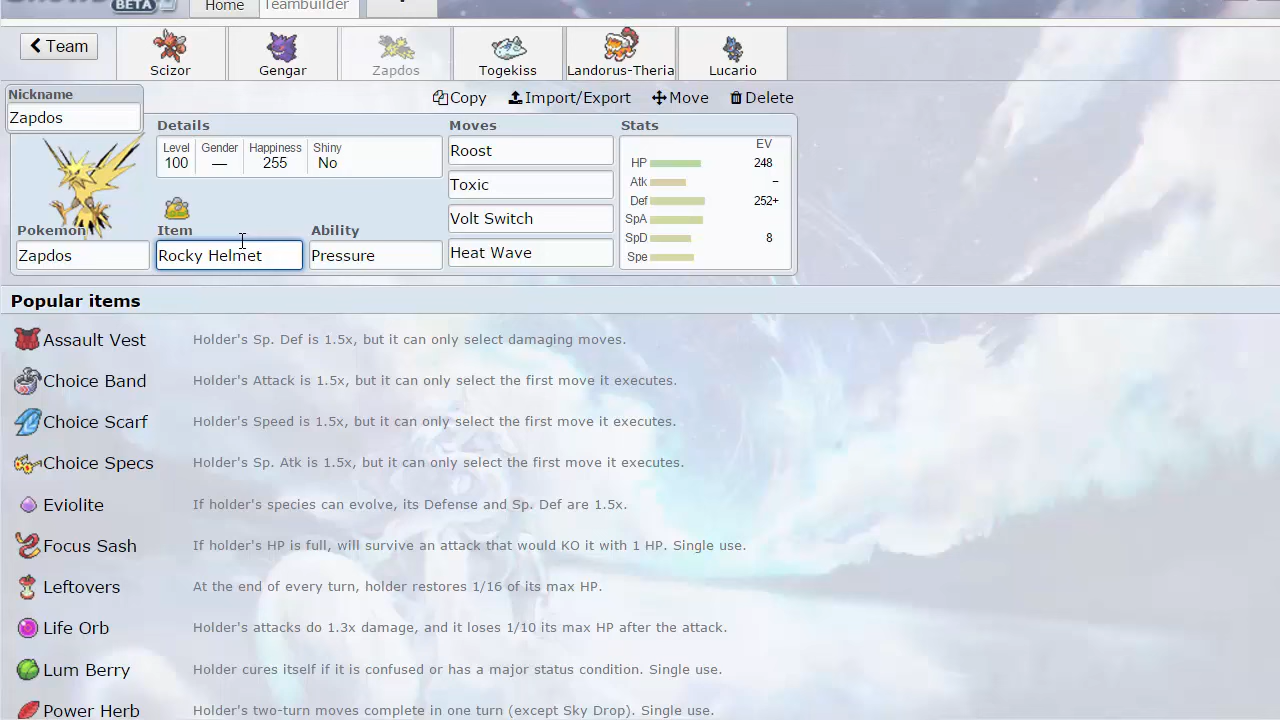 BETA
Home
Teambuilder
Team
Scizor
Gengar
Zapdos
Togekiss
Landorus-Theria
Lucario
Nickname
Zapdos
Copy Import/Export Move Delete
Details
Level Gender Happiness Shiny
100 — 255 No
Moves
Roost
Toxic
Volt Switch
Heat Wave
Stats
EV
HP 248
Atk –
Def 252+
SpA
SpD 8
Spe
Pokemon
Zapdos
Item
Rocky Helmet
Ability
Pressure
Popular items
Assault Vest Holder's Sp. Def is 1.5x, but it can only select damaging moves.
Choice Band Holder's Attack is 1.5x, but it can only select the first move it executes.
Choice Scarf Holder's Speed is 1.5x, but it can only select the first move it executes.
Choice Specs Holder's Sp. Atk is 1.5x, but it can only select the first move it executes.
Eviolite If holder's species can evolve, its Defense and Sp. Def are 1.5x.
Focus Sash If holder's HP is full, will survive an attack that would KO it with 1 HP. Single use.
Leftovers At the end of every turn, holder restores 1/16 of its max HP.
Life Orb Holder's attacks do 1.3x damage, and it loses 1/10 its max HP after the attack.
Lum Berry Holder cures itself if it is confused or has a major status condition. Single use.
Power Herb Holder's two-turn moves complete in one turn (except Sky Drop). Single use.